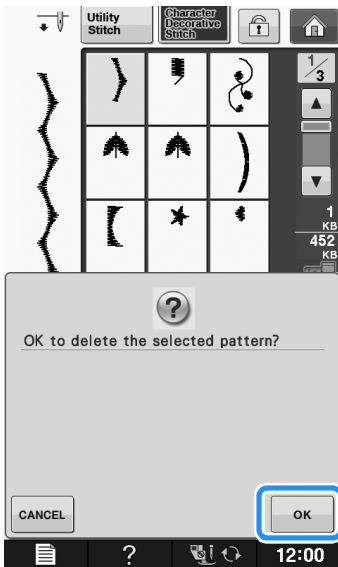 Utility
Stitch
Character
Decorative
Stitch
1/3
1
KB
452
KB
?
OK to delete the selected pattern?
CANCEL
OK
?
12:00